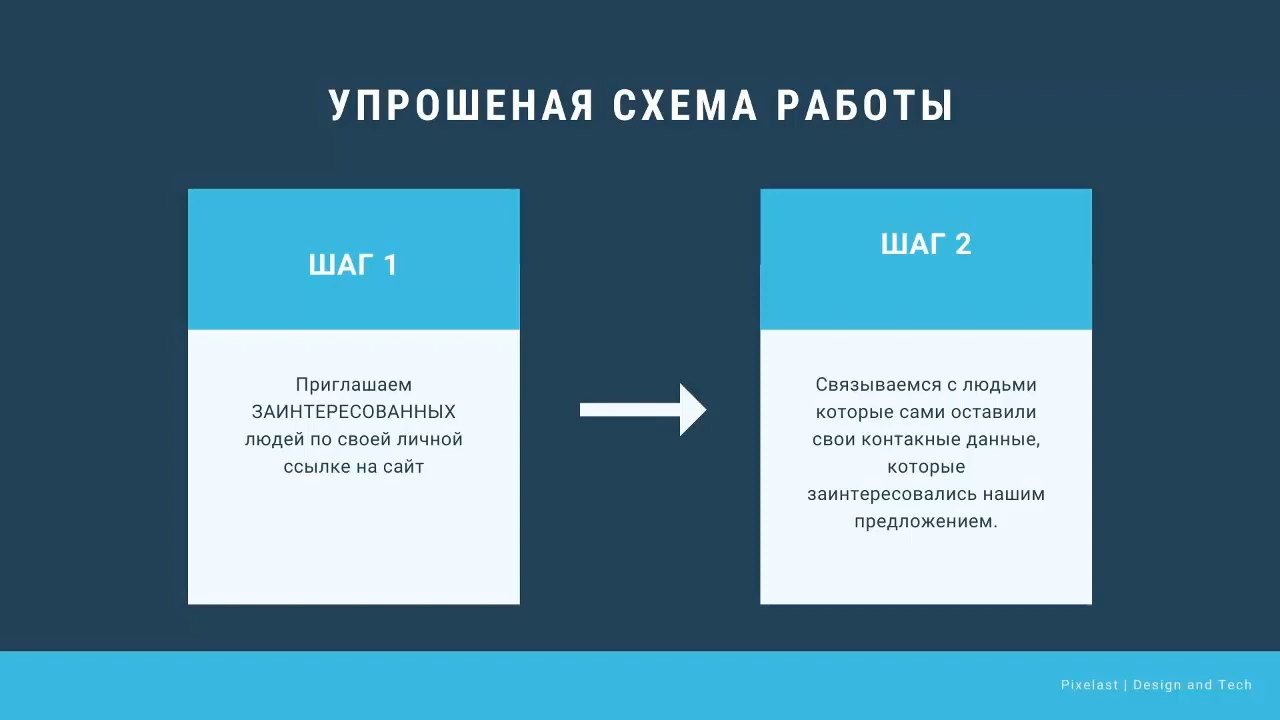 УПРОШЕНАЯ СХЕМА РАБОТЫ
ШАГ 1
Приглашаем
ЗАИНТЕРЕСОВАННЫХ
людей по своей личной
ссылке на сайт
ШАГ 2
Связываемся с людьми
которые сами оставили
свои контакные данные,
которые
заинтересовались нашим
предложением.
Pixelast | Design and Tech